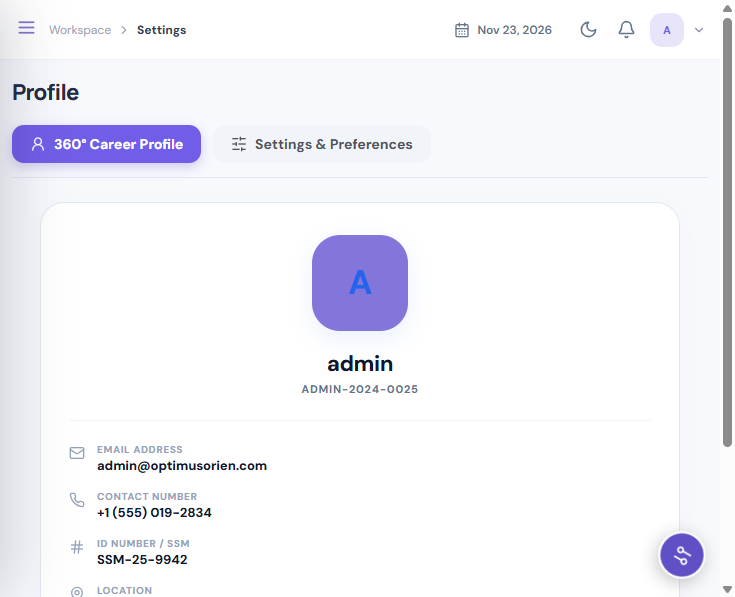 Workspace > Settings
Nov 23, 2026
A
Profile
360° Career Profile
Settings & Preferences
A
admin
ADMIN-2024-0025
EMAIL ADDRESS
admin@optimusorien.com
CONTACT NUMBER
+1 (555) 019-2834
ID NUMBER / SSM
SSM-25-9942
LOCATION